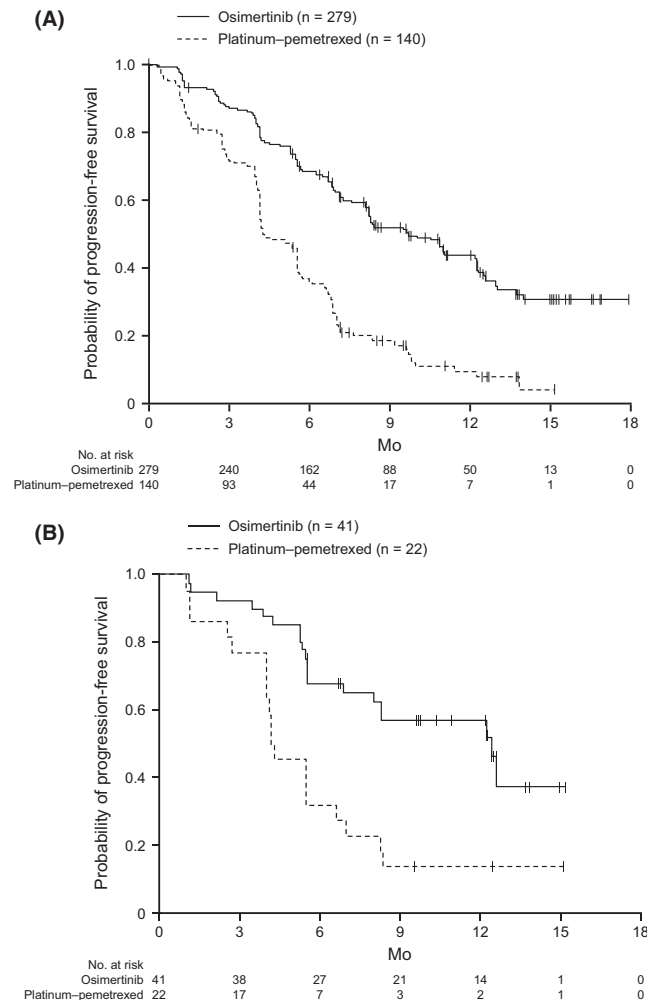 (A)
Osimertinib (n = 279)
Platinum–pemetrexed (n = 140)
Probability of progression-free survival
1.0
0.8
0.6
0.4
0.2
0
0 3 6 9 12 15 18
Mo
No. at risk
Osimertinib 279 240 162 88 50 13 0
Platinum–pemetrexed 140 93 44 17 7 1 0
(B)
Osimertinib (n = 41)
Platinum–pemetrexed (n = 22)
Probability of progression-free survival
1.0
0.8
0.6
0.4
0.2
0
0 3 6 9 12 15 18
Mo
No. at risk
Osimertinib 41 38 27 21 14 1 0
Platinum–pemetrexed 22 17 7 3 2 1 0